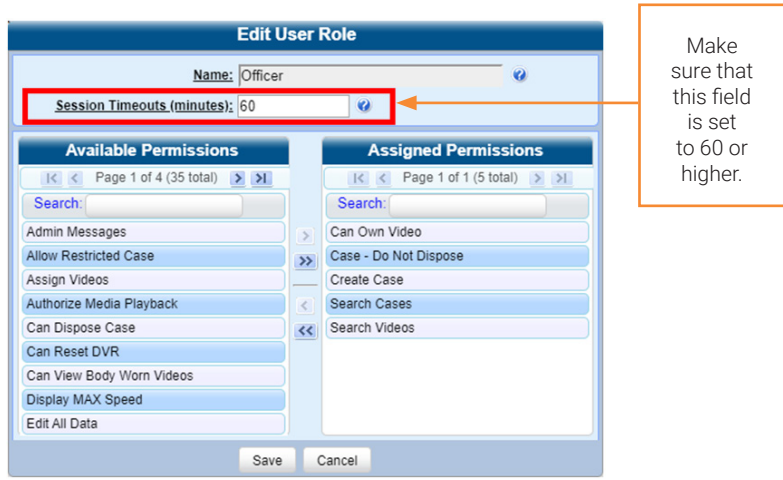 Edit User Role
Name: Officer
Session Timeouts (minutes): 60
Make
sure that
this field
is set
to 60 or
higher.
Available Permissions
Page 1 of 4 (35 total)
Search:
Admin Messages
Allow Restricted Case
Assign Videos
Authorize Media Playback
Can Dispose Case
Can Reset DVR
Can View Body Worn Videos
Display MAX Speed
Edit All Data
Assigned Permissions
Page 1 of 1 (5 total)
Search:
Can Own Video
Case - Do Not Dispose
Create Case
Search Cases
Search Videos
Save Cancel